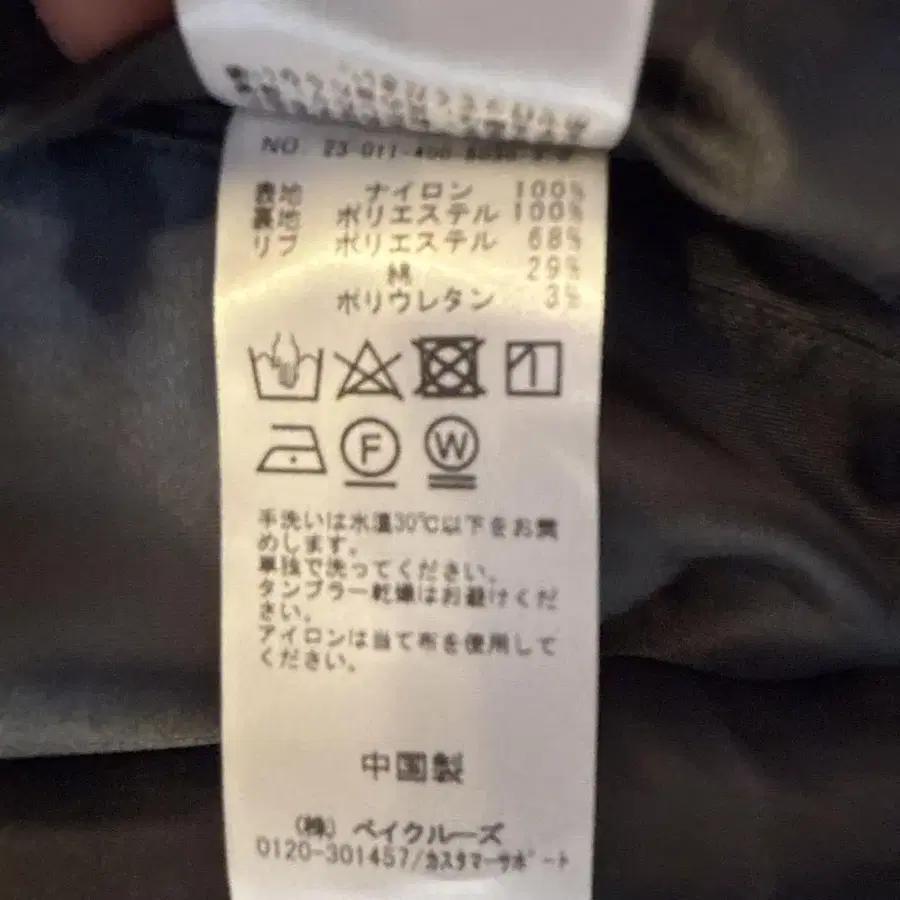 NO. 23-011-400
表地 ナイロン 100%
裏地 ポリエステル 100%
リブ ポリエステル 68%
綿 29%
ポリウレタン 3%
F W
手洗いは水温30℃以下をお薦
めします。
単独で洗ってください。
タンブラー乾燥はお避けくだ
さい。
アイロンは当て布を使用して
ください。
中国製
(株) ベイクルーズ
0120-301457/カスタマーサポート